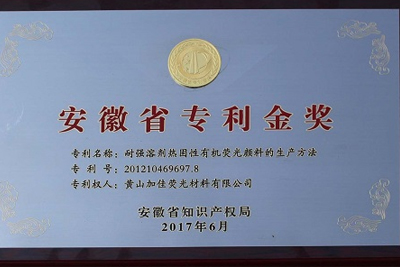 安徽省专利金奖
专利名称：耐强溶剂热固性有机荧光颜料的生产方法
专 利 号：201210469697.8
专利权人：黄山加佳荧光材料有限公司
安徽省知识产权局
2017年6月